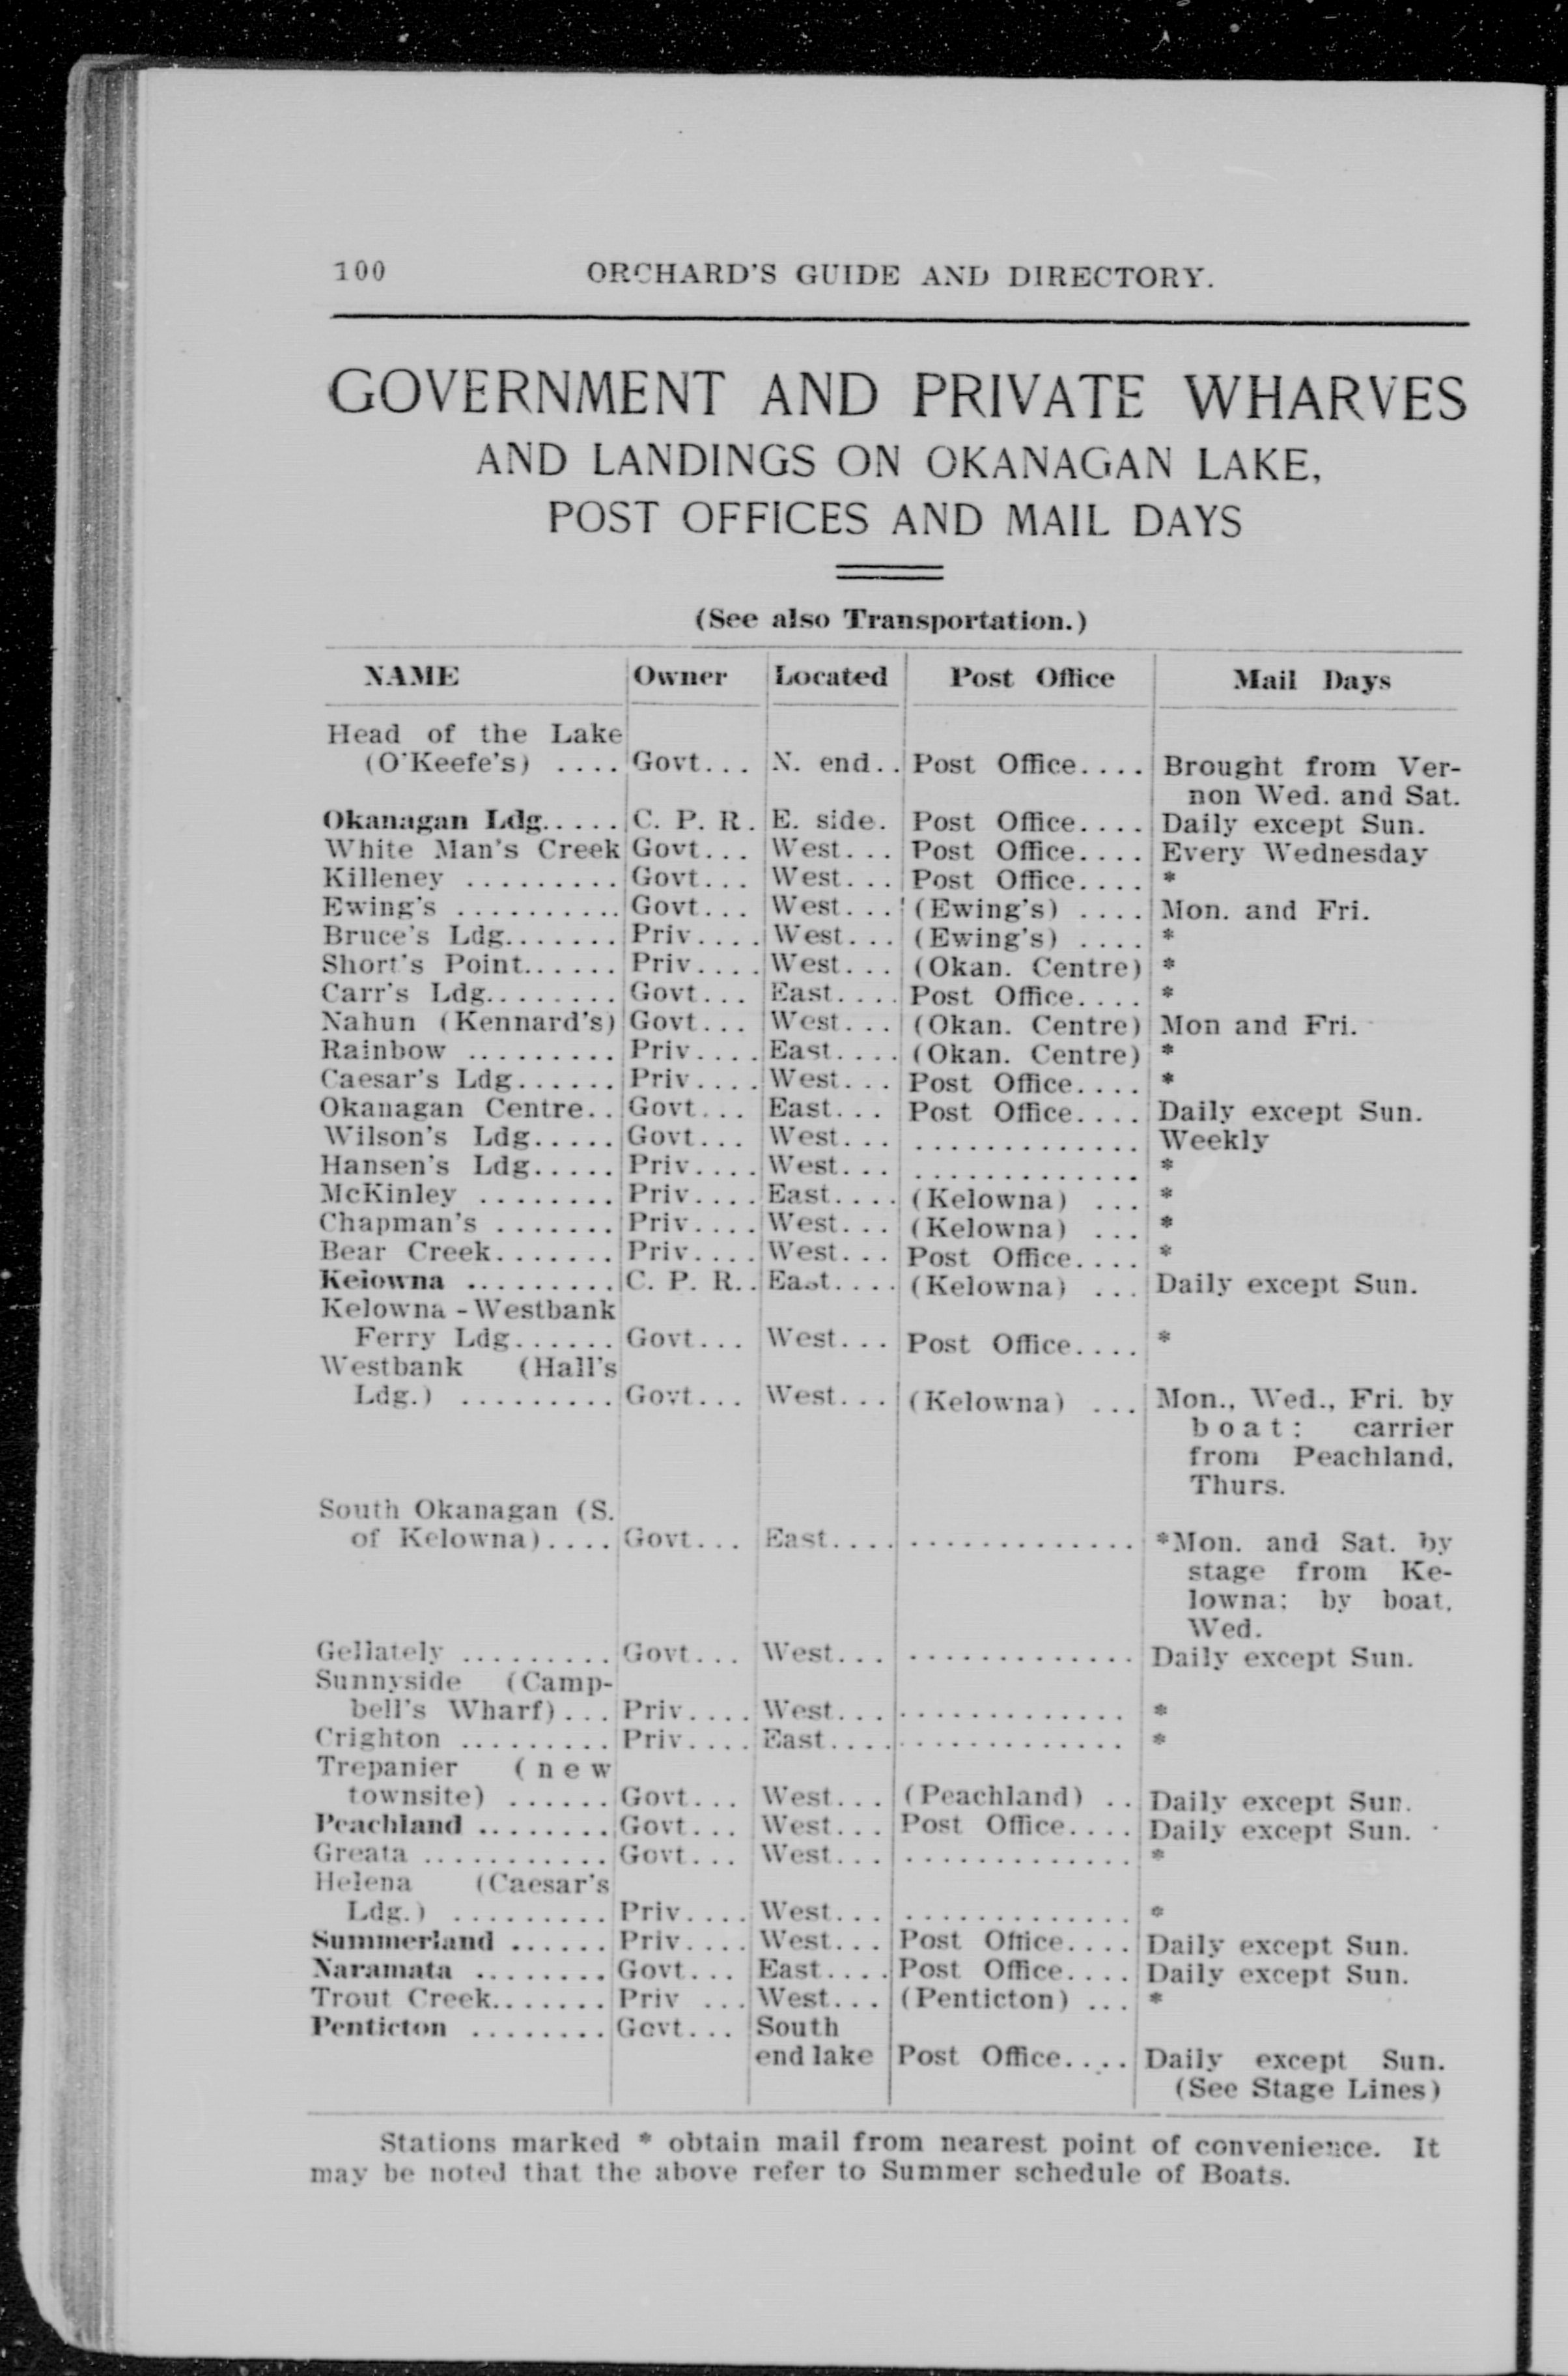 100 ORCHARD'S GUIDE AND DIRECTORY.
GOVERNMENT AND PRIVATE WHARVES
AND LANDINGS ON OKANAGAN LAKE,
POST OFFICES AND MAIL DAYS
(See also Transportation.)
NAME Owner Located Post Office Mail Days
Head of the Lake
(O'Keefe's) .... Govt... N. end.. Post Office.... Brought from Ver-
non Wed. and Sat.
Okanagan Ldg..... C. P. R. E. side. Post Office.... Daily except Sun.
White Man's Creek Govt... West... Post Office.... Every Wednesday
Killeney ......... Govt... West... Post Office.... *
Ewing's .......... Govt... West... (Ewing's) .... Mon. and Fri.
Bruce's Ldg....... Priv.... West... (Ewing's) .... *
Short's Point...... Priv.... West... (Okan. Centre) *
Carr's Ldg........ Govt... East.... Post Office.... *
Nahun (Kennard's) Govt... West... (Okan. Centre) Mon and Fri.
Rainbow ......... Priv.... East.... (Okan. Centre) *
Caesar's Ldg...... Priv.... West... Post Office.... *
Okanagan Centre.. Govt... East... Post Office.... Daily except Sun.
Wilson's Ldg..... Govt... West... ............. Weekly
Hansen's Ldg..... Priv.... West... ............. *
McKinley ........ Priv.... East.... (Kelowna) ... *
Chapman's ....... Priv.... West... (Kelowna) ... *
Bear Creek....... Priv.... West... Post Office.... *
Kelowna ......... C. P. R.. East.... (Kelowna) ... Daily except Sun.
Kelowna - Westbank
Ferry Ldg...... Govt... West... Post Office.... *
Westbank (Hall's
Ldg.) ......... Govt... West... (Kelowna) ... Mon., Wed., Fri. by
boat; carrier
from Peachland,
Thurs.
South Okanagan (S.
of Kelowna).... Govt... East.... ............. *Mon. and Sat. by
stage from Ke-
lowna; by boat,
Wed.
Gellately ......... Govt... West... ............. Daily except Sun.
Sunnyside (Camp-
bell's Wharf)... Priv.... West... ............. *
Crighton ......... Priv.... East.... ............. *
Trepanier (new
townsite) ...... Govt... West... (Peachland) .. Daily except Sun.
Peachland ........ Govt... West... Post Office.... Daily except Sun.
Greata ........... Govt... West... ............. *
Helena (Caesar's
Ldg.) ......... Priv.... West... ............. *
Summerland ...... Priv.... West... Post Office.... Daily except Sun.
Naramata ........ Govt... East.... Post Office.... Daily except Sun.
Trout Creek....... Priv ... West... (Penticton) ... *
Penticton ........ Govt... South
end lake Post Office.... Daily except Sun.
(See Stage Lines)
Stations marked * obtain mail from nearest point of convenience. It
may be noted that the above refer to Summer schedule of Boats.